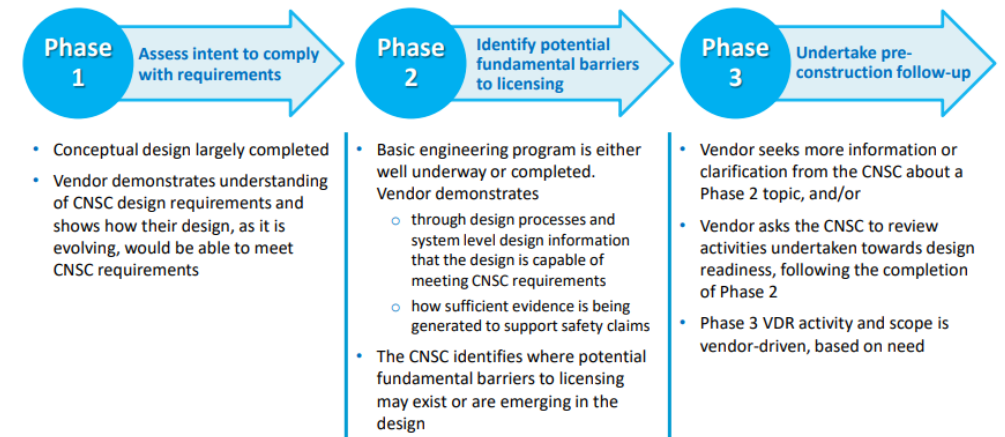 Phase
1
Assess intent to comply
with requirements
• Conceptual design largely completed
• Vendor demonstrates understanding
of CNSC design requirements and
shows how their design, as it is
evolving, would be able to meet
CNSC requirements
Phase
2
Identify potential
fundamental barriers
to licensing
• Basic engineering program is either
well underway or completed.
Vendor demonstrates
o through design processes and
system level design information
that the design is capable of
meeting CNSC requirements
o how sufficient evidence is being
generated to support safety claims
• The CNSC identifies where potential
fundamental barriers to licensing
may exist or are emerging in the
design
Phase
3
Undertake pre-
construction follow-up
• Vendor seeks more information or
clarification from the CNSC about a
Phase 2 topic, and/or
• Vendor asks the CNSC to review
activities undertaken towards design
readiness, following the completion
of Phase 2
• Phase 3 VDR activity and scope is
vendor-driven, based on need